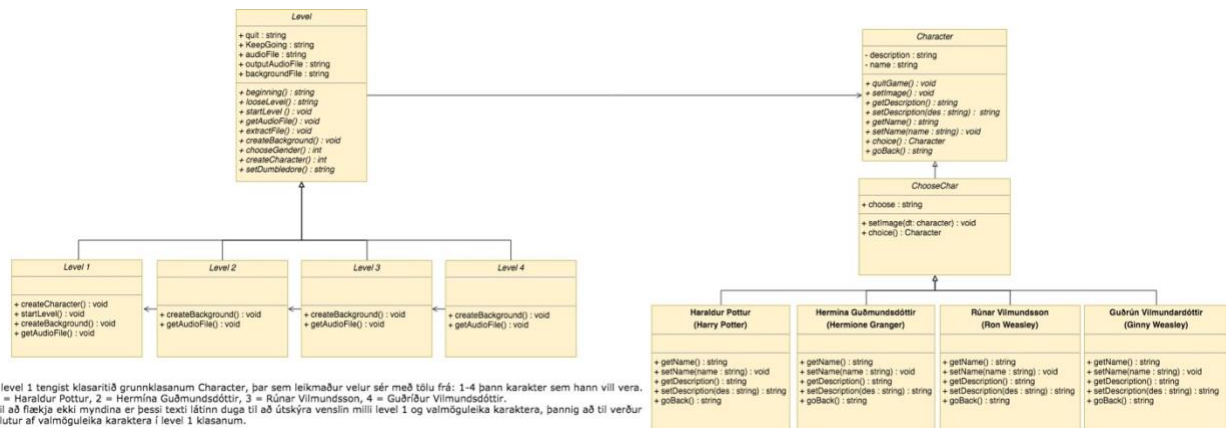 Level
+ quit : string
+ KeepGoing : string
+ audioFile : string
+ outputAudioFile : string
+ backgroundFile : string
+ beginning() : string
+ looseLevel() : string
+ startLevel () : void
+ getAudioFile() : void
+ extractFile() : void
+ createBackground() : void
+ chooseGender() : int
+ createCharacter() : int
+ setDumbledore() : string
Character
- description : string
- name : string
+ quitGame() : void
+ setImage() : void
+ getDescription() : string
+ setDescription(des : string) : string
+ getName() : string
+ setName(name : string) : void
+ choice() : Character
+ goBack() : string
ChooseChar
+ choose : string
+ setImage(dt: character) : void
+ choice() : Character
Level 1
+ createCharacter() : void
+ startLevel() : void
+ createBackground() : void
+ getAudioFile() : void
Level 2
+ createBackground() : void
+ getAudioFile() : void
Level 3
+ createBackground() : void
+ getAudioFile() : void
Level 4
+ createBackground() : void
+ getAudioFile() : void
Haraldur Pottur
(Harry Potter)
+ getName() : string
+ setName(name : string) : void
+ getDescription() : string
+ setDescription(des : string) : string
+ goBack() : string
Hermína Guðmundsdóttir
(Hermione Granger)
+ getName() : string
+ setName(name : string) : void
+ getDescription() : string
+ setDescription(des : string) : string
+ goBack() : string
Rúnar Vilmundsson
(Ron Weasley)
+ getName() : string
+ setName(name : string) : void
+ getDescription() : string
+ setDescription(des : string) : string
+ goBack() : string
Guðrún Vilmundardóttir
(Ginny Weasley)
+ getName() : string
+ setName(name : string) : void
+ getDescription() : string
+ setDescription(des : string) : string
+ goBack() : string
level 1 tengist klasaritið grunnklasanum Character, þar sem leikmaður velur sér með tölu frá: 1-4 þann karakter sem hann vill vera.
= Haraldur Pottur, 2 = Hermína Guðmundsdóttir, 3 = Rúnar Vilmundsson, 4 = Guðríður Vilmundsdóttir.
il að flækja ekki myndina er þessi texti látinn duga til að útskýra venslin milli level 1 og valmöguleika karaktera, þannig að til verður
lutur af valmöguleika karaktera í level 1 klasanum.